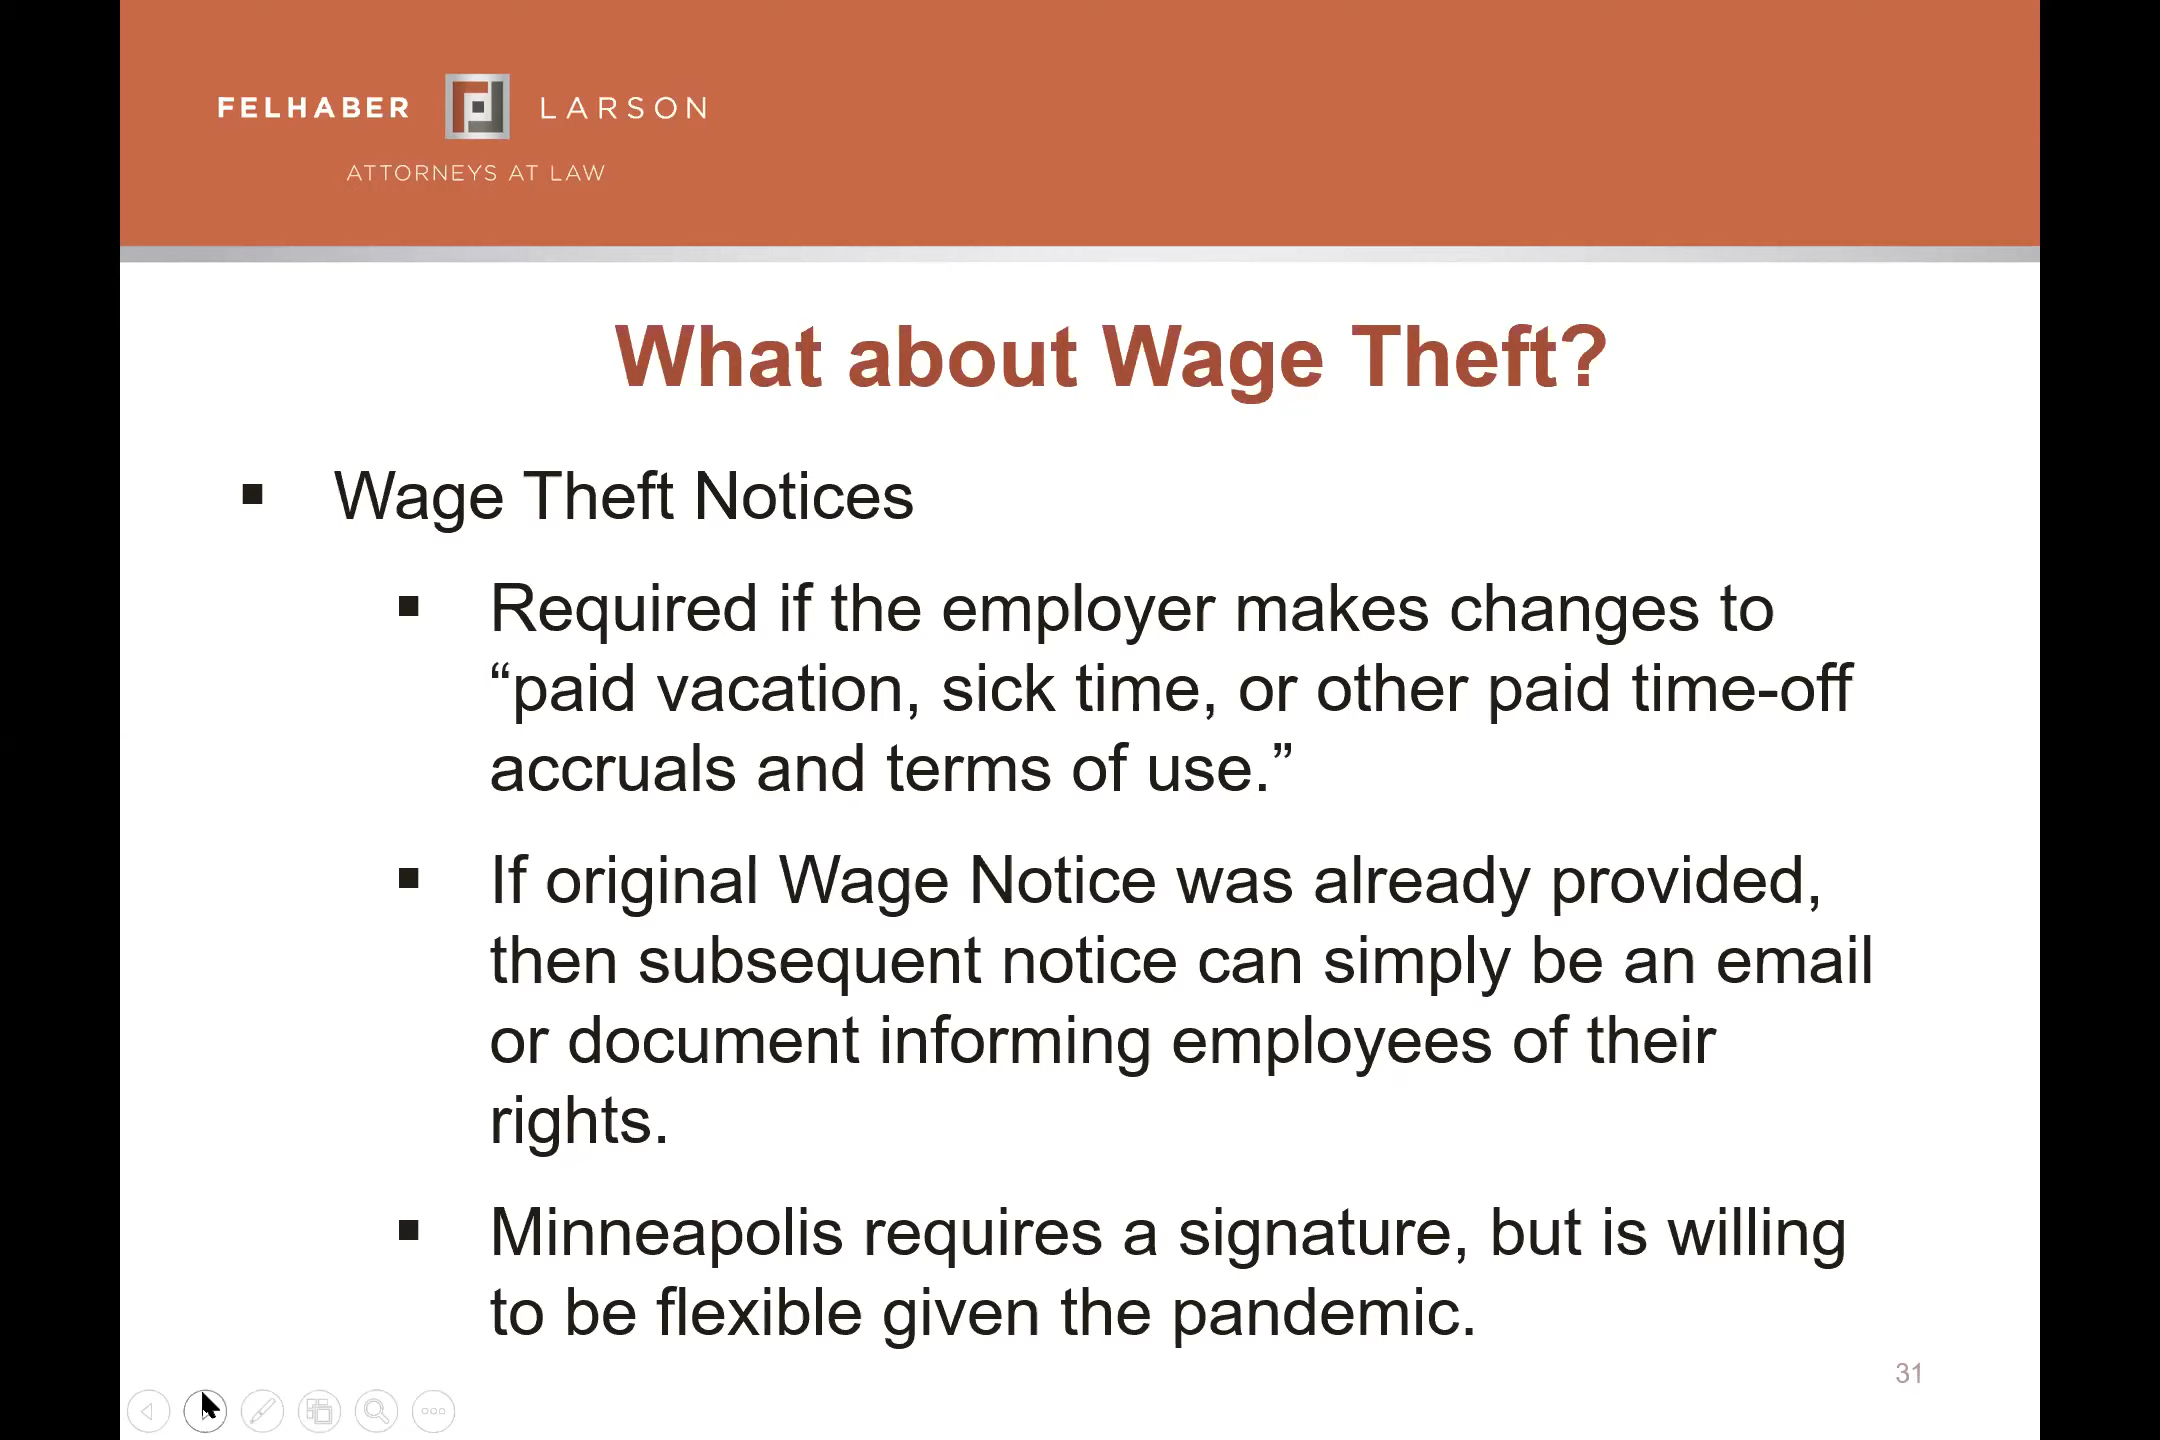 FELHABER LARSON
ATTORNEYS AT LAW
What about Wage Theft?
▪ Wage Theft Notices
▪ Required if the employer makes changes to
“paid vacation, sick time, or other paid time-off
accruals and terms of use.”
▪ If original Wage Notice was already provided,
then subsequent notice can simply be an email
or document informing employees of their
rights.
▪ Minneapolis requires a signature, but is willing
to be flexible given the pandemic.
31